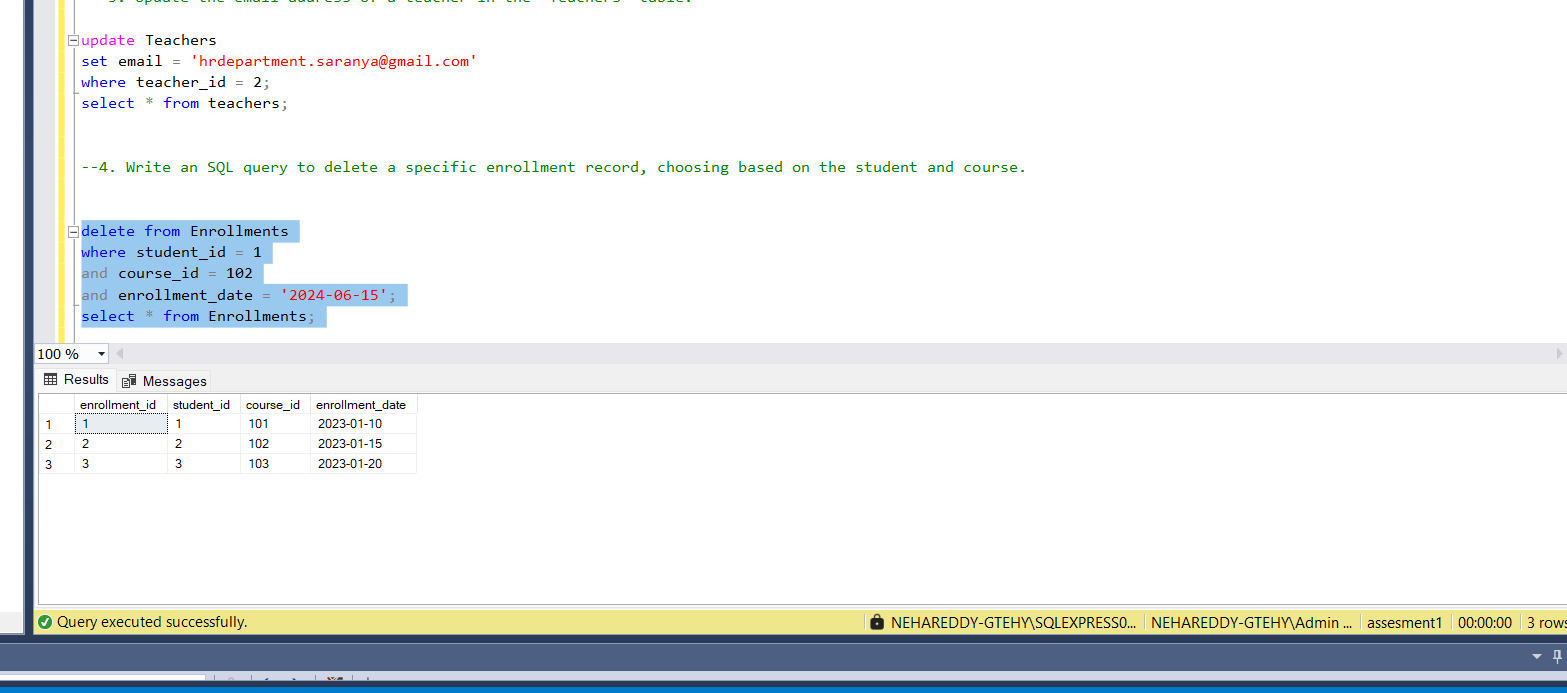 3. Update the email address of a teacher in the "Teachers" table.
update Teachers
set email = 'hrdepartment.saranya@gmail.com'
where teacher_id = 2;
select * from teachers;
--4. Write an SQL query to delete a specific enrollment record, choosing based on the student and course.
delete from Enrollments
where student_id = 1
and course_id = 102
and enrollment_date = '2024-06-15';
select * from Enrollments;
100 %
Results Messages
enrollment_id student_id course_id enrollment_date
1 1 1 101 2023-01-10
2 2 2 102 2023-01-15
3 3 3 103 2023-01-20
Query executed successfully. NEHAREDDY-GTEHY\SQLEXPRESS0... NEHAREDDY-GTEHY\Admin ... assesment1 00:00:00 3 rows